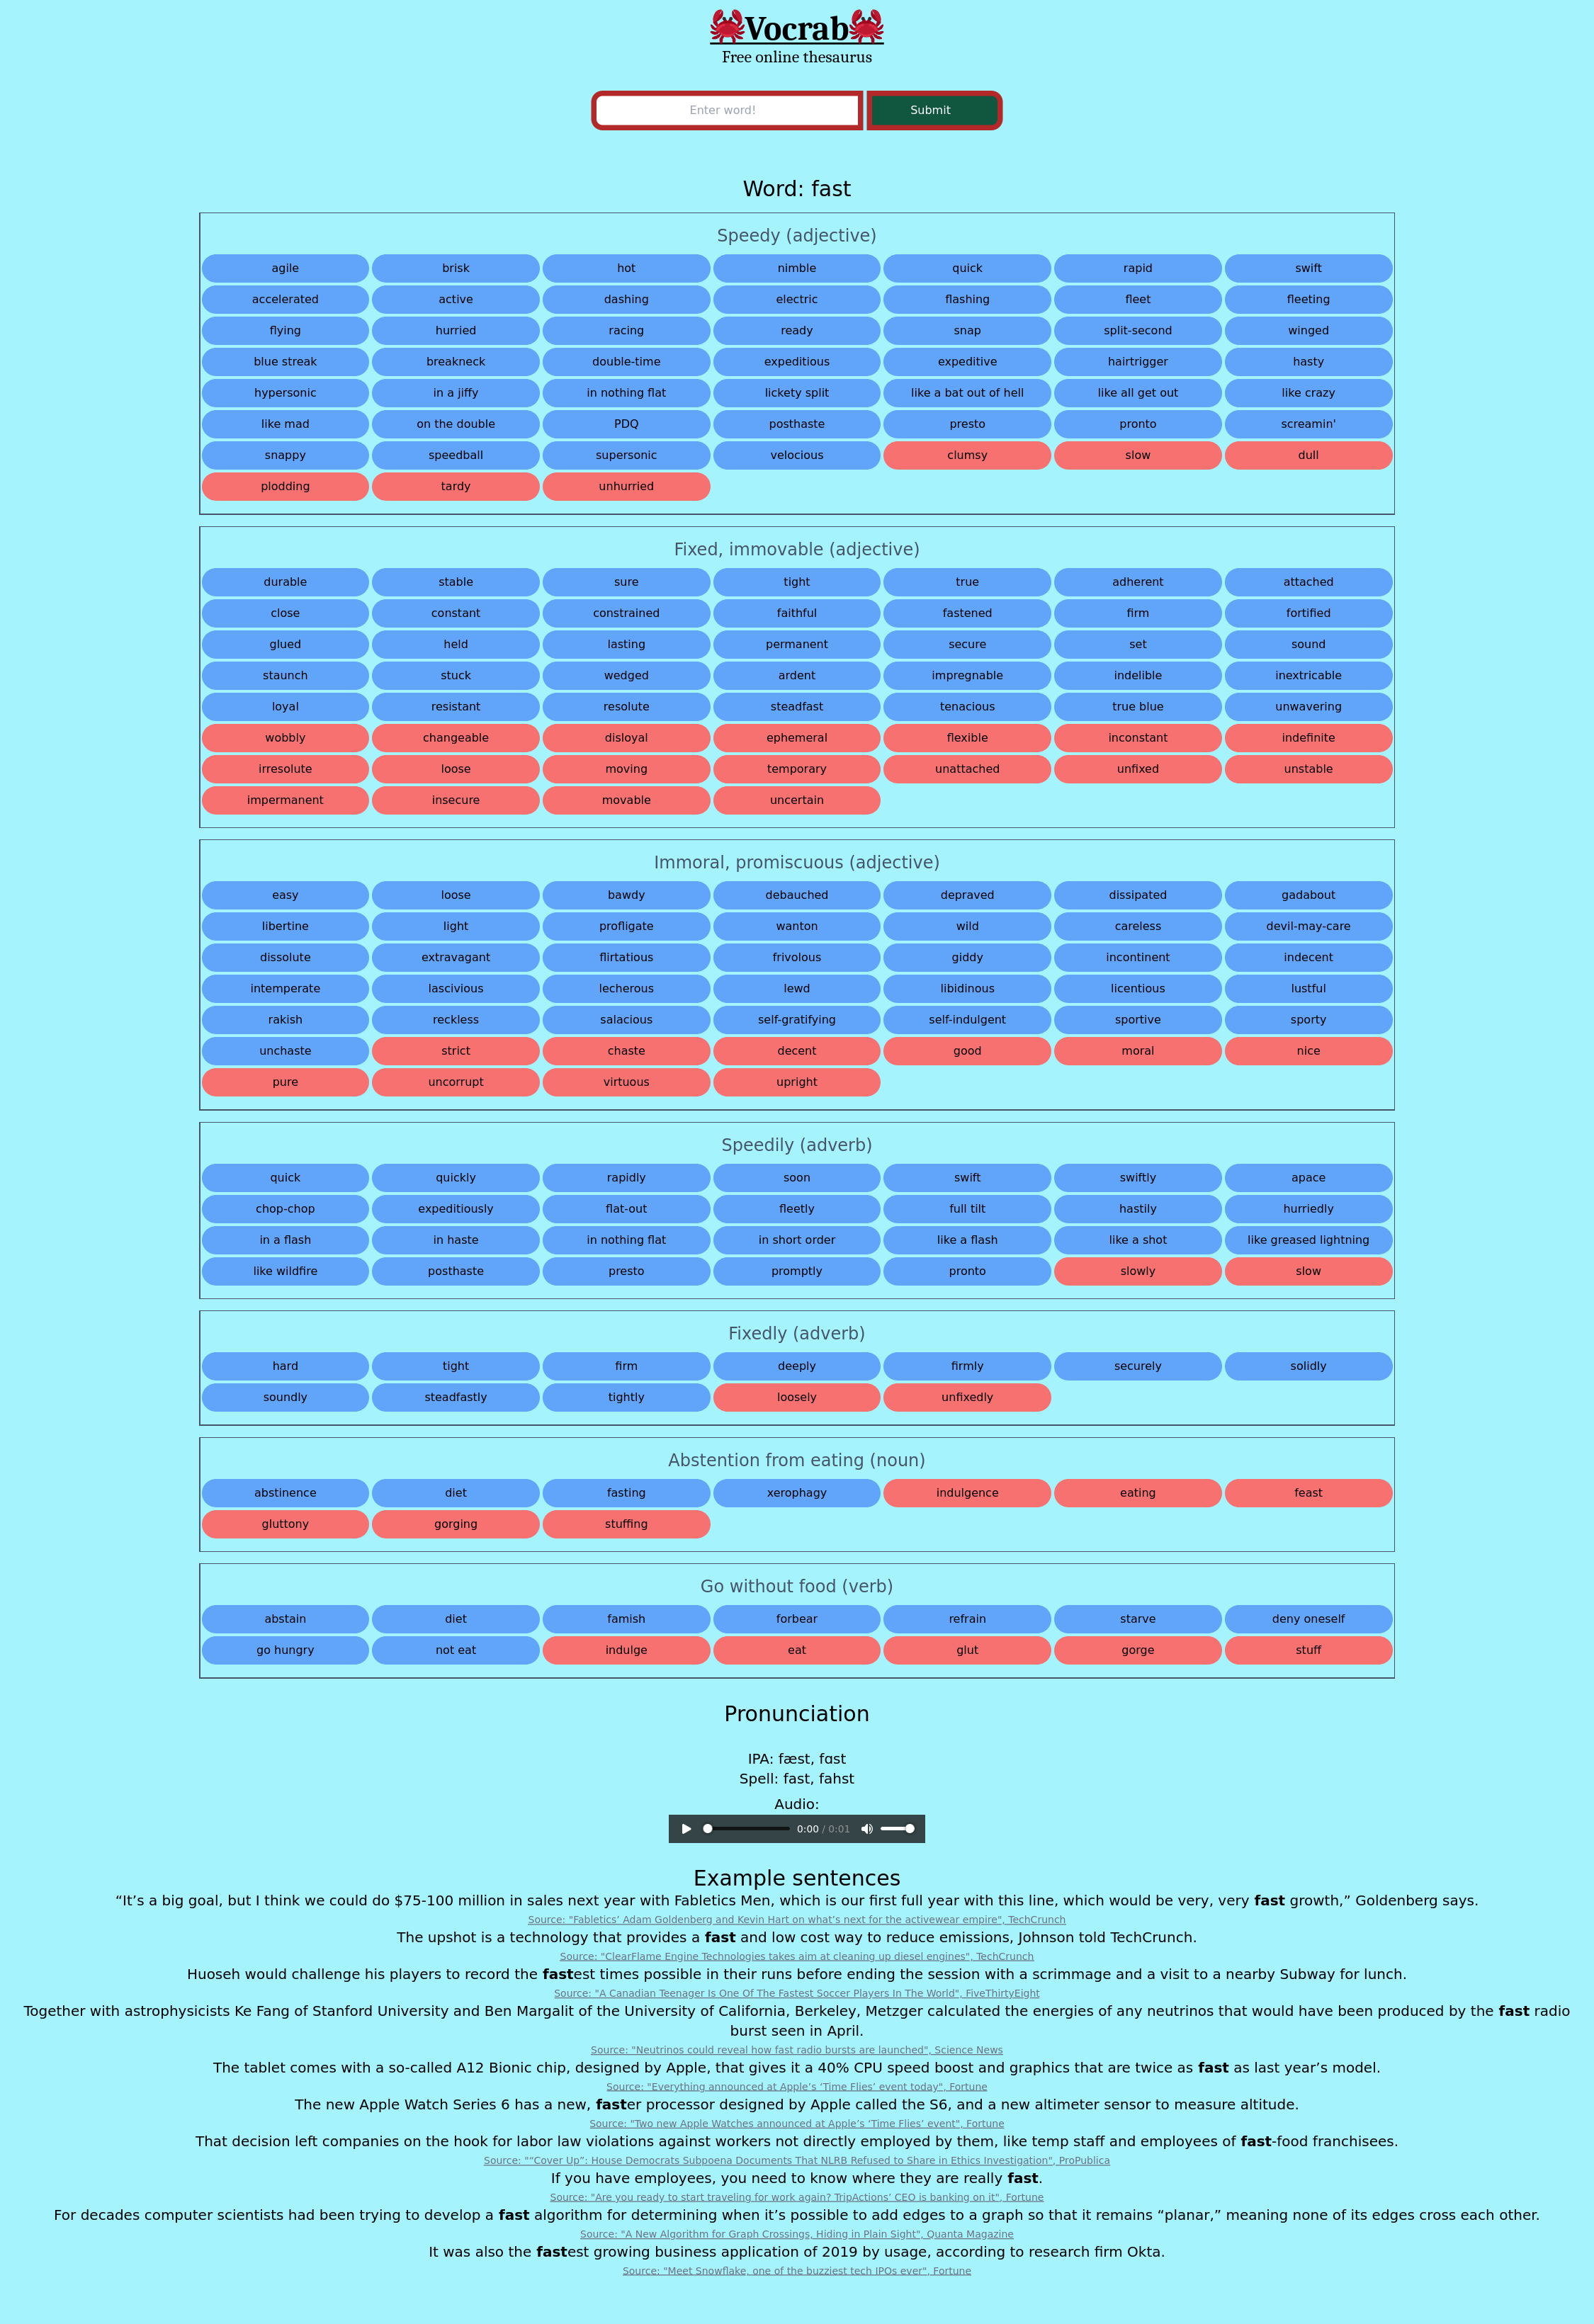 Vocrab
Free online thesaurus
Enter word! Submit
Word: fast
Speedy (adjective)
agile brisk hot nimble quick rapid swift
accelerated active dashing electric flashing fleet fleeting
flying hurried racing ready snap split-second winged
blue streak breakneck double-time expeditious expeditive hairtrigger hasty
hypersonic in a jiffy in nothing flat lickety split like a bat out of hell like all get out like crazy
like mad on the double PDQ posthaste presto pronto screamin'
snappy speedball supersonic velocious clumsy slow dull
plodding tardy unhurried
Fixed, immovable (adjective)
durable stable sure tight true adherent attached
close constant constrained faithful fastened firm fortified
glued held lasting permanent secure set sound
staunch stuck wedged ardent impregnable indelible inextricable
loyal resistant resolute steadfast tenacious true blue unwavering
wobbly changeable disloyal ephemeral flexible inconstant indefinite
irresolute loose moving temporary unattached unfixed unstable
impermanent insecure movable uncertain
Immoral, promiscuous (adjective)
easy loose bawdy debauched depraved dissipated gadabout
libertine light profligate wanton wild careless devil-may-care
dissolute extravagant flirtatious frivolous giddy incontinent indecent
intemperate lascivious lecherous lewd libidinous licentious lustful
rakish reckless salacious self-gratifying self-indulgent sportive sporty
unchaste strict chaste decent good moral nice
pure uncorrupt virtuous upright
Speedily (adverb)
quick quickly rapidly soon swift swiftly apace
chop-chop expeditiously flat-out fleetly full tilt hastily hurriedly
in a flash in haste in nothing flat in short order like a flash like a shot like greased lightning
like wildfire posthaste presto promptly pronto slowly slow
Fixedly (adverb)
hard tight firm deeply firmly securely solidly
soundly steadfastly tightly loosely unfixedly
Abstention from eating (noun)
abstinence diet fasting xerophagy indulgence eating feast
gluttony gorging stuffing
Go without food (verb)
abstain diet famish forbear refrain starve deny oneself
go hungry not eat indulge eat glut gorge stuff
Pronunciation
IPA: fæst, fɑst
Spell: fast, fahst
Audio:
0:00 / 0:01
Example sentences
“It’s a big goal, but I think we could do $75-100 million in sales next year with Fabletics Men, which is our first full year with this line, which would be very, very fast growth,” Goldenberg says.
Source: "Fabletics’ Adam Goldenberg and Kevin Hart on what’s next for the activewear empire", TechCrunch
The upshot is a technology that provides a fast and low cost way to reduce emissions, Johnson told TechCrunch.
Source: "ClearFlame Engine Technologies takes aim at cleaning up diesel engines", TechCrunch
Huoseh would challenge his players to record the fastest times possible in their runs before ending the session with a scrimmage and a visit to a nearby Subway for lunch.
Source: "A Canadian Teenager Is One Of The Fastest Soccer Players In The World", FiveThirtyEight
Together with astrophysicists Ke Fang of Stanford University and Ben Margalit of the University of California, Berkeley, Metzger calculated the energies of any neutrinos that would have been produced by the fast radio
burst seen in April.
Source: "Neutrinos could reveal how fast radio bursts are launched", Science News
The tablet comes with a so-called A12 Bionic chip, designed by Apple, that gives it a 40% CPU speed boost and graphics that are twice as fast as last year’s model.
Source: "Everything announced at Apple’s ‘Time Flies’ event today", Fortune
The new Apple Watch Series 6 has a new, faster processor designed by Apple called the S6, and a new altimeter sensor to measure altitude.
Source: "Two new Apple Watches announced at Apple’s ‘Time Flies’ event", Fortune
That decision left companies on the hook for labor law violations against workers not directly employed by them, like temp staff and employees of fast-food franchisees.
Source: "“Cover Up”: House Democrats Subpoena Documents That NLRB Refused to Share in Ethics Investigation", ProPublica
If you have employees, you need to know where they are really fast.
Source: "Are you ready to start traveling for work again? TripActions’ CEO is banking on it", Fortune
For decades computer scientists had been trying to develop a fast algorithm for determining when it’s possible to add edges to a graph so that it remains “planar,” meaning none of its edges cross each other.
Source: "A New Algorithm for Graph Crossings, Hiding in Plain Sight", Quanta Magazine
It was also the fastest growing business application of 2019 by usage, according to research firm Okta.
Source: "Meet Snowflake, one of the buzziest tech IPOs ever", Fortune